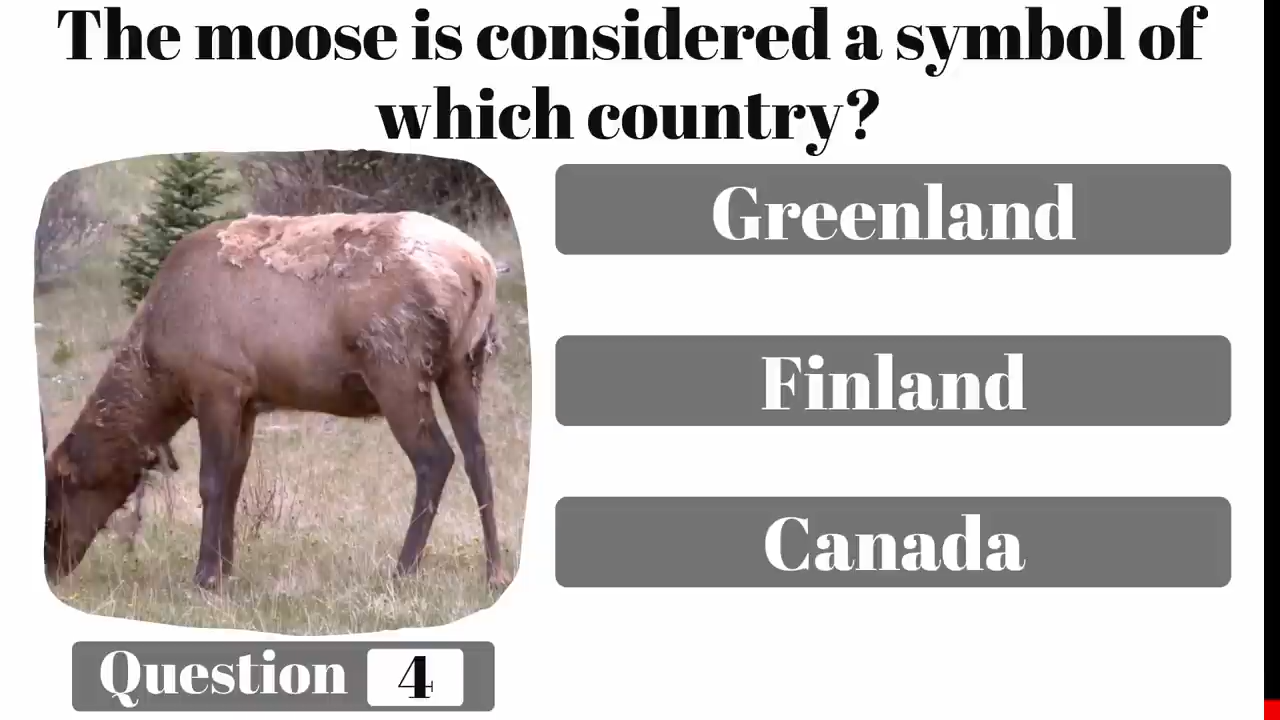 The moose is considered a symbol of
which country?
Greenland
Finland
Canada
Question 4